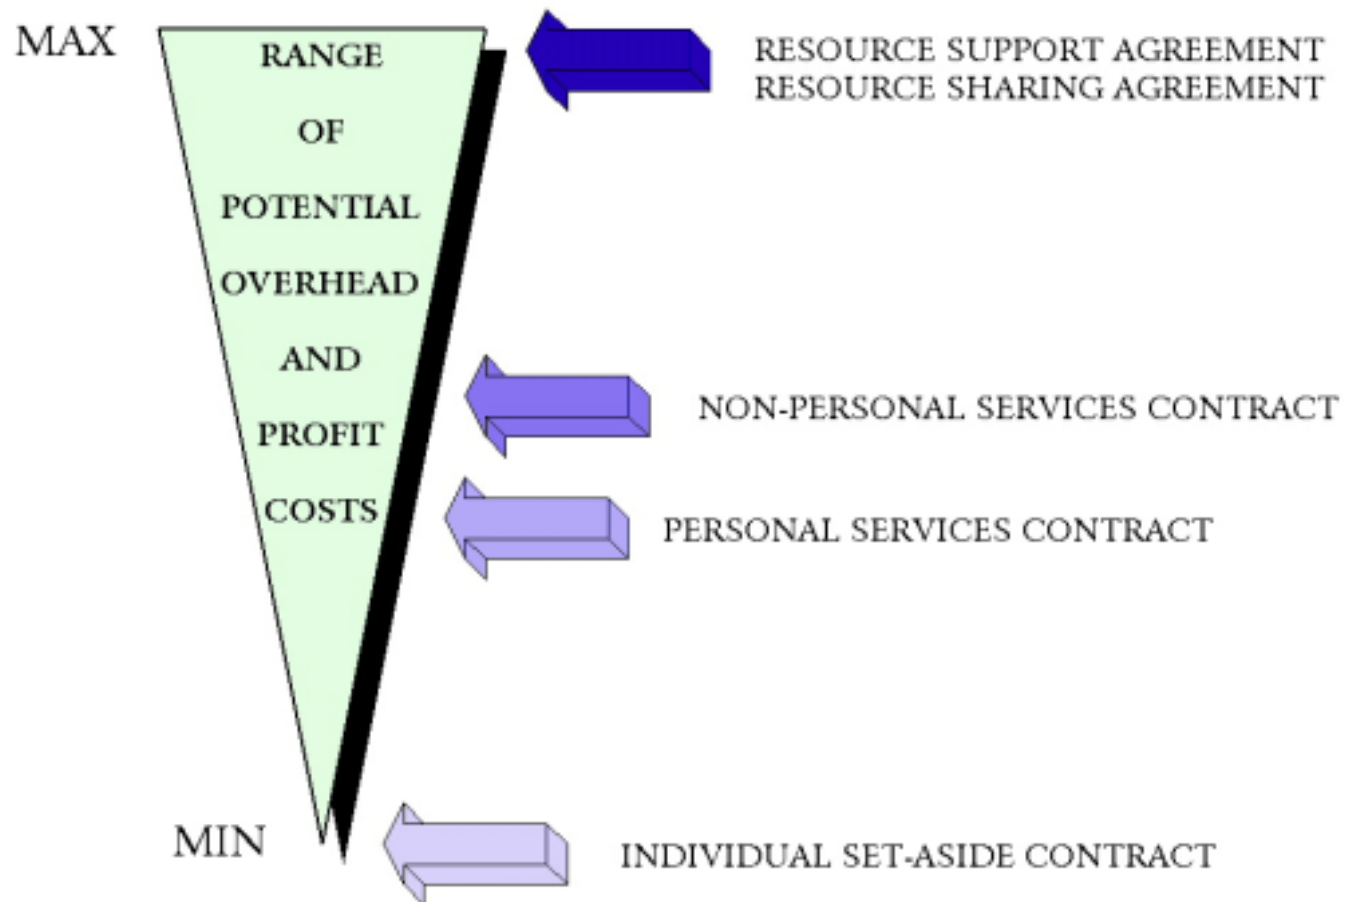 MAX
RANGE
OF
POTENTIAL
OVERHEAD
AND
PROFIT
COSTS
MIN
RESOURCE SUPPORT AGREEMENT
RESOURCE SHARING AGREEMENT
NON-PERSONAL SERVICES CONTRACT
PERSONAL SERVICES CONTRACT
INDIVIDUAL SET-ASIDE CONTRACT